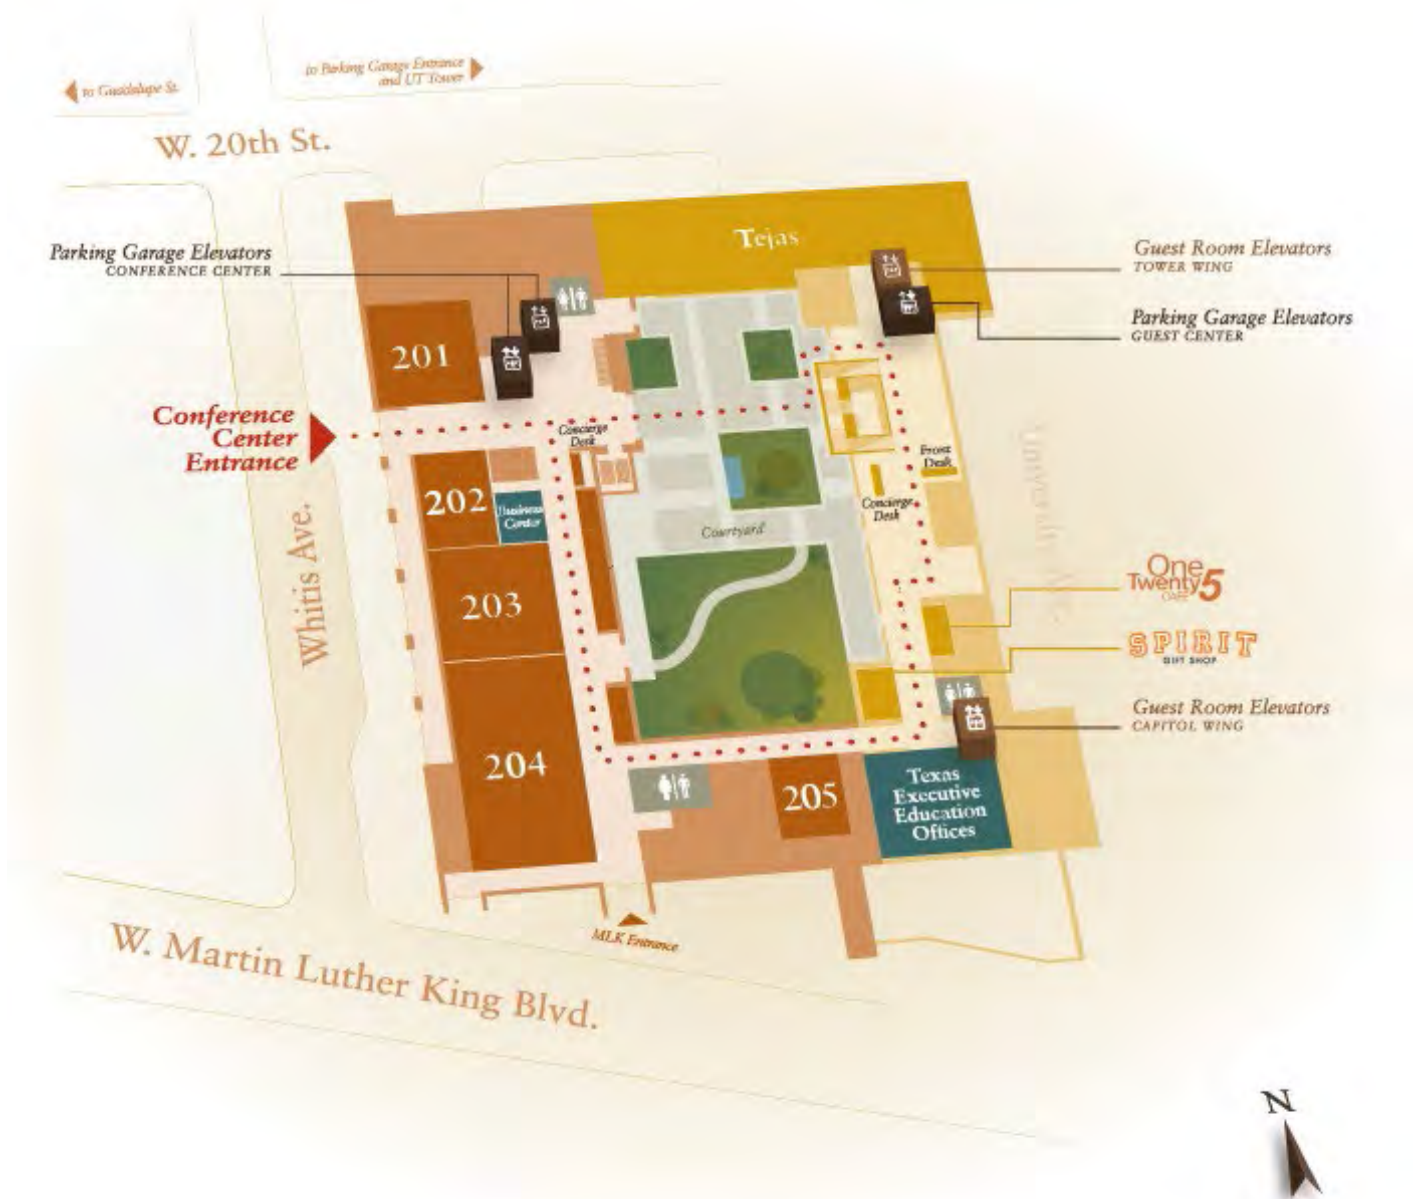 to Guadalupe St.
to Parking Garage Entrance
and UT Tower
W. 20th St.
Parking Garage Elevators
CONFERENCE CENTER
Tejas
Guest Room Elevators
TOWER WING
Parking Garage Elevators
GUEST CENTER
201
Conference
Center
Entrance
Concierge
Desk
Front
Desk
202
Business
Center
Concierge
Desk
Courtyard
Whitis Ave.
203
One
Twenty5
CAFE
SPIRIT
GIFT SHOP
Guest Room Elevators
CAPITOL WING
204
205
Texas
Executive
Education
Offices
MLK Entrance
W. Martin Luther King Blvd.
N